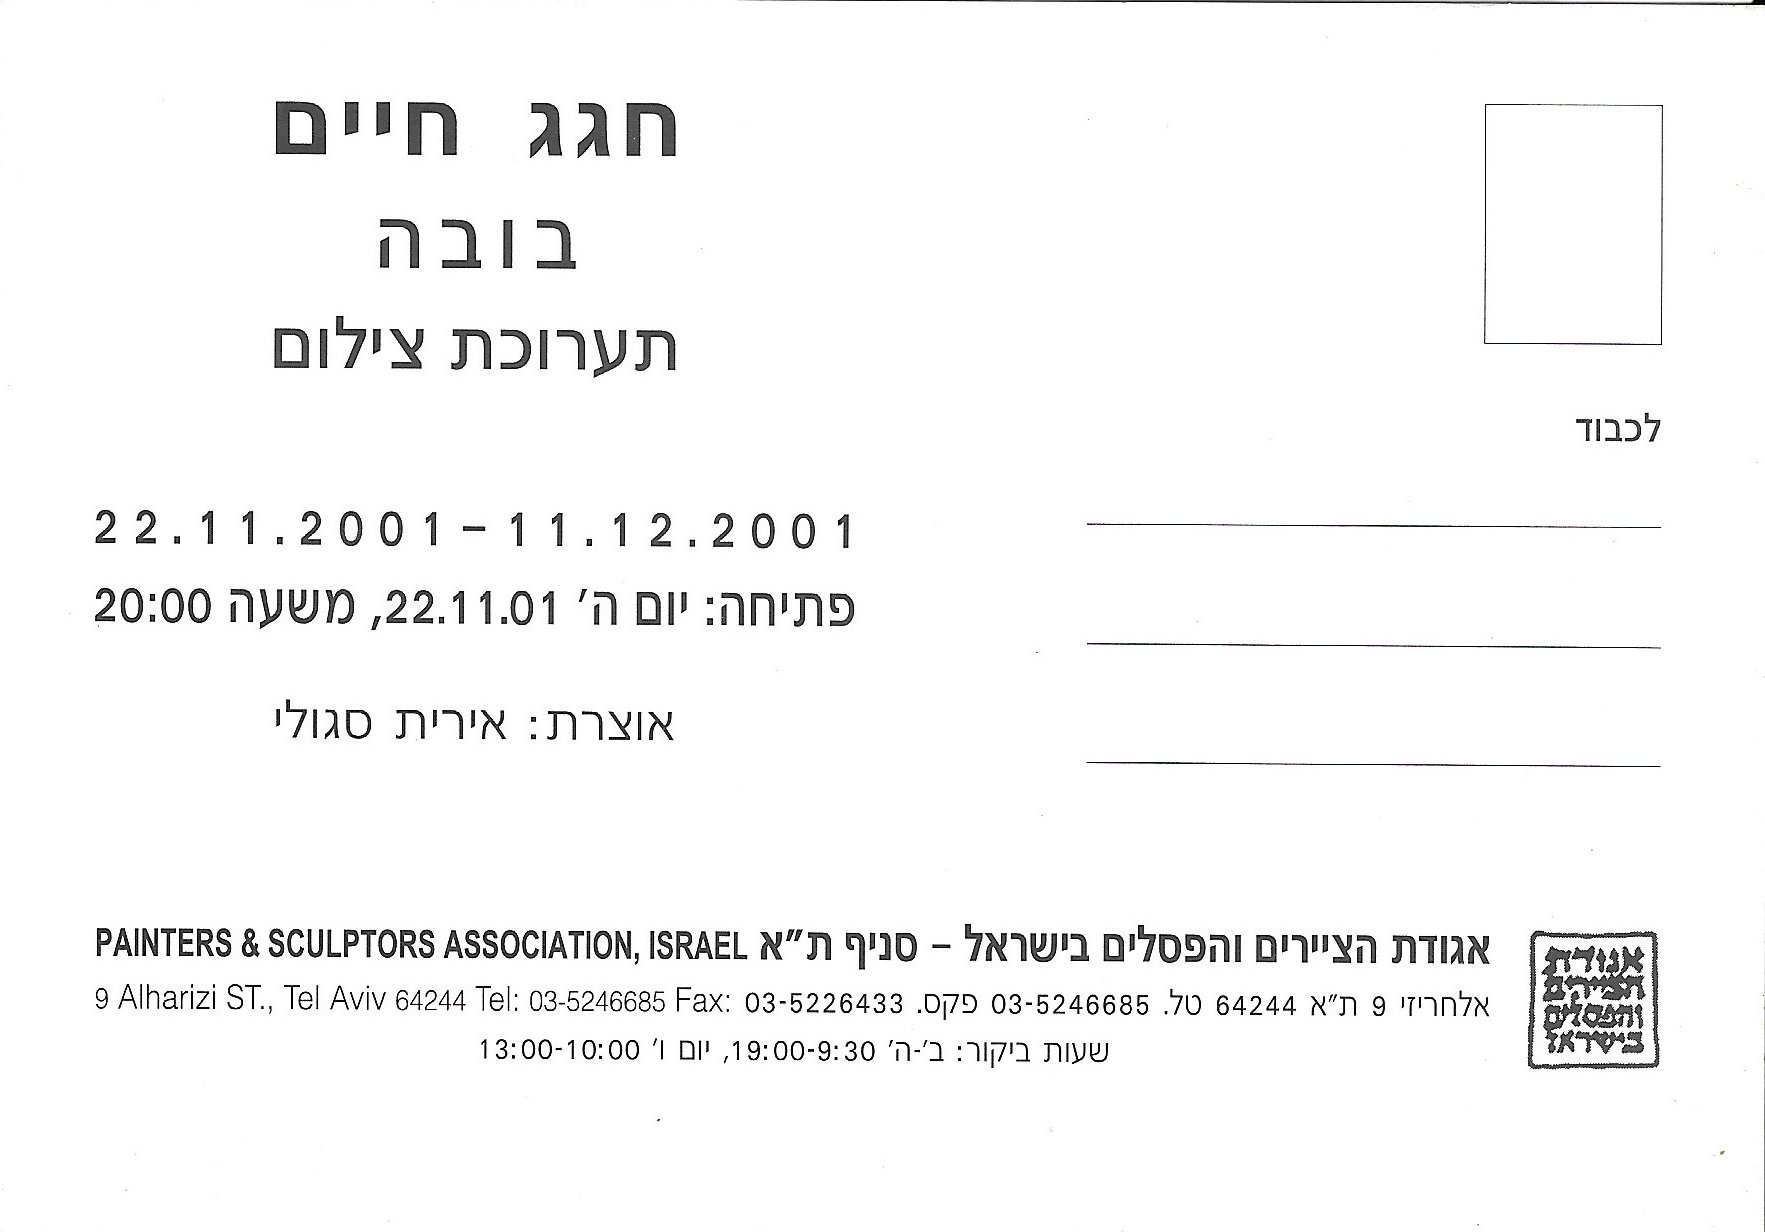 חגג חיים
בובה
תערוכת צילום
22.11.2001-11.12.2001
פתיחה: יום ה' 22.11.01, משעה 20:00
אוצרת: אירית סגולי
לכבוד
אגודת הציירים והפסלים בישראל – סניף ת"א PAINTERS & SCULPTORS ASSOCIATION, ISRAEL
אלחריזי 9 ת"א 64244 טל. 03-5246685 פקס. 03-5226433 9 Alharizi ST., Tel Aviv 64244 Tel: 03-5246685 Fax:
שעות ביקור: ב'-ה' 19:00-9:30, יום ו' 13:00-10:00
אגודת
הציירים
והפסלים
בישראל